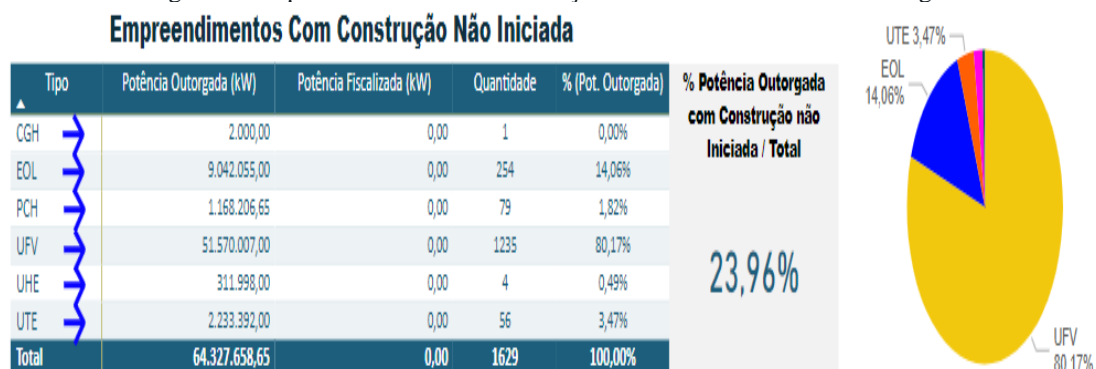 Empreendimentos Com Construção Não Iniciada
Tipo Potência Outorgada (kW) Potência Fiscalizada (kW) Quantidade % (Pot. Outorgada)
CGH 2.000,00 0,00 1 0,00%
EOL 9.042.055,00 0,00 254 14,06%
PCH 1.168.206,65 0,00 79 1,82%
UFV 51.570.007,00 0,00 1235 80,17%
UHE 311.998,00 0,00 4 0,49%
UTE 2.233.392,00 0,00 56 3,47%
Total 64.327.658,65 0,00 1629 100,00%
% Potência Outorgada
com Construção não
Iniciada / Total
23,96%
UTE 3,47%
EOL
14,06%
UFV
80,17%